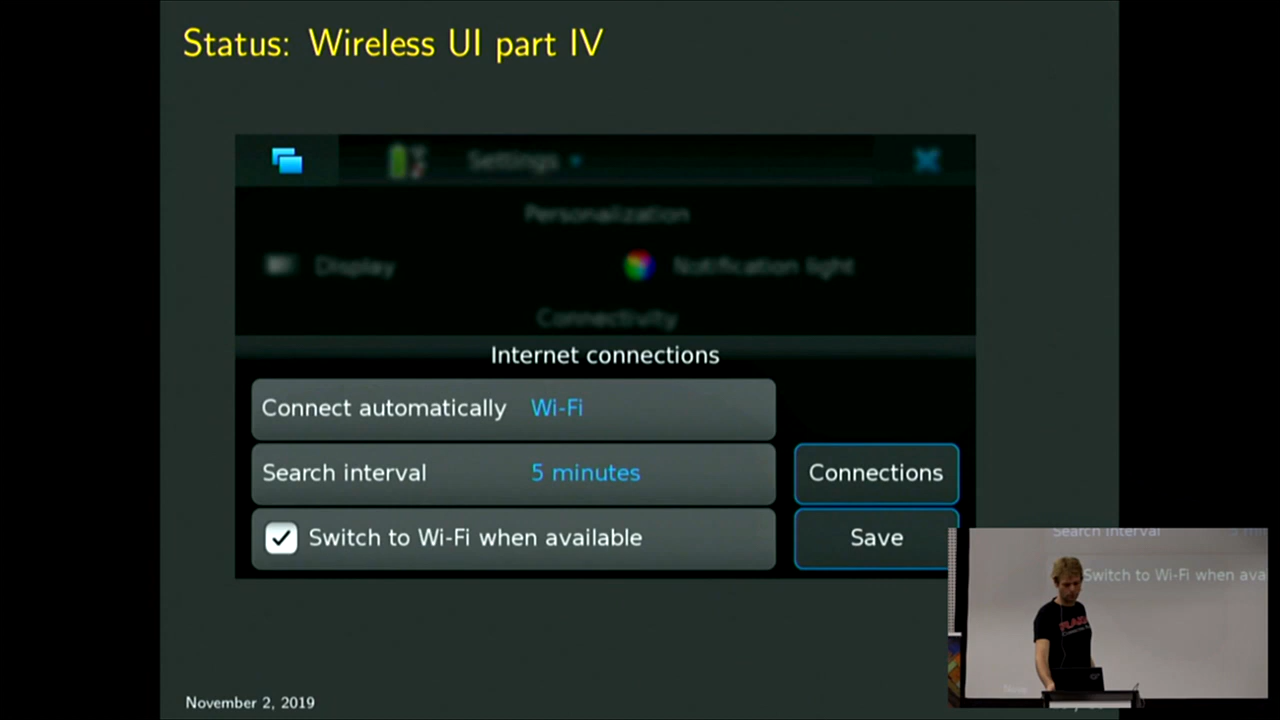 Status: Wireless UI part IV
Settings
Personalization
Display
Notification light
Connectivity
Internet connections
Connect automatically Wi-Fi
Search interval 5 minutes
Connections
Switch to Wi-Fi when available
Save
Search interval
Switch to Wi-Fi when ava
November 2, 2019